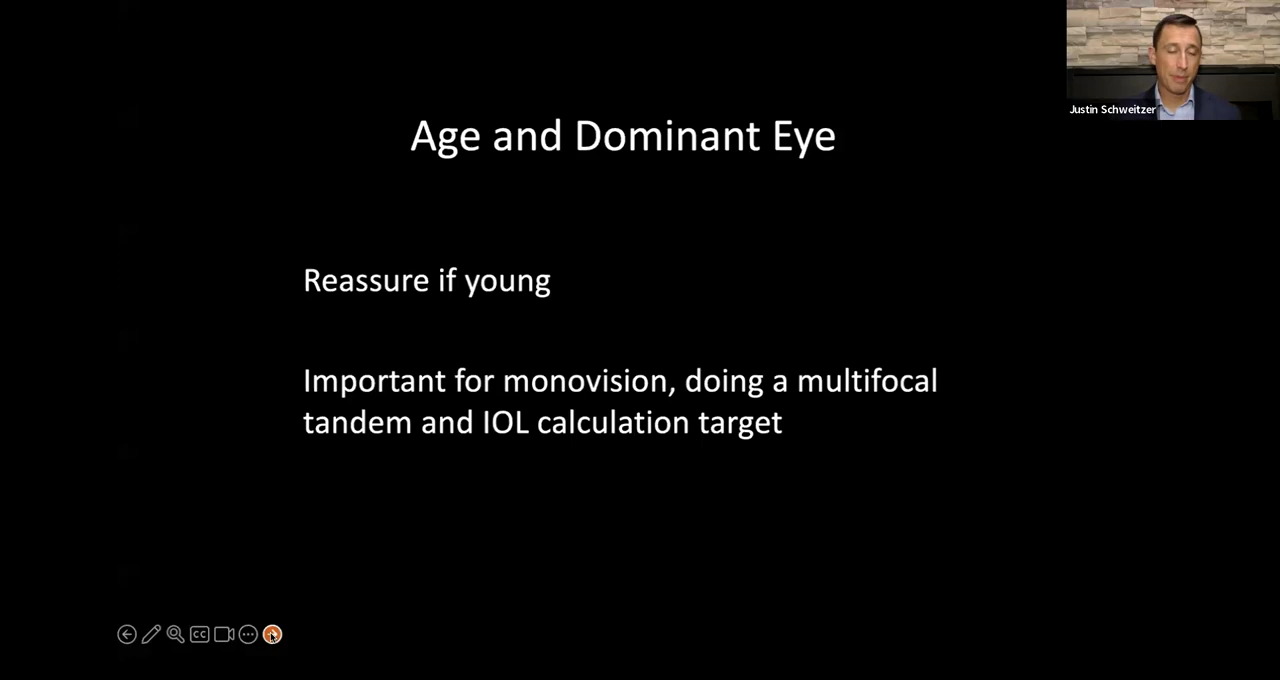 Justin Schweitzer
Age and Dominant Eye
Reassure if young
Important for monovision, doing a multifocal
tandem and IOL calculation target
CC